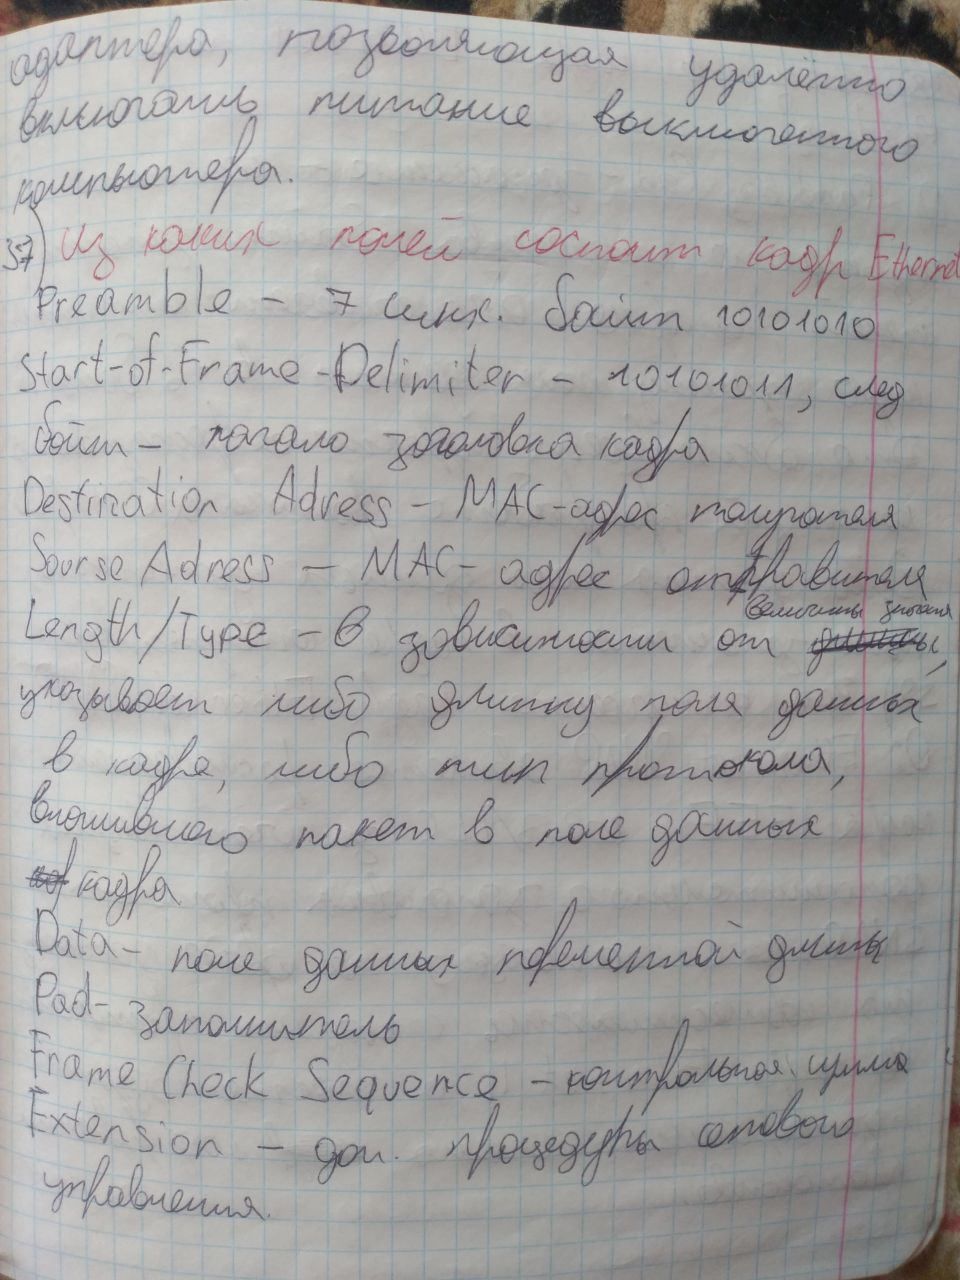 адаптера, позволяющая удалённо
включать питание выключенного
компьютера.
37) Из каких полей состоит кадр Ethernet
Preamble – 7 синх. байт 10101010
Start-of-Frame-Delimiter – 10101011, след
байт – начало заголовка кадра
Destination Adress – MAC-адрес получателя
Sourse Adress – MAC-адрес отправителя
величины
Length/Type – в зависимости от
указывает либо длину поля данных
в кадре, либо тип протокола,
вложившего пакет в поле данных
кадра
Data – поле данных переменной длины
Pad – заполнитель
Frame Check Sequence – контрольная сумма
Extension – доп. процедуры сетевого
управления.